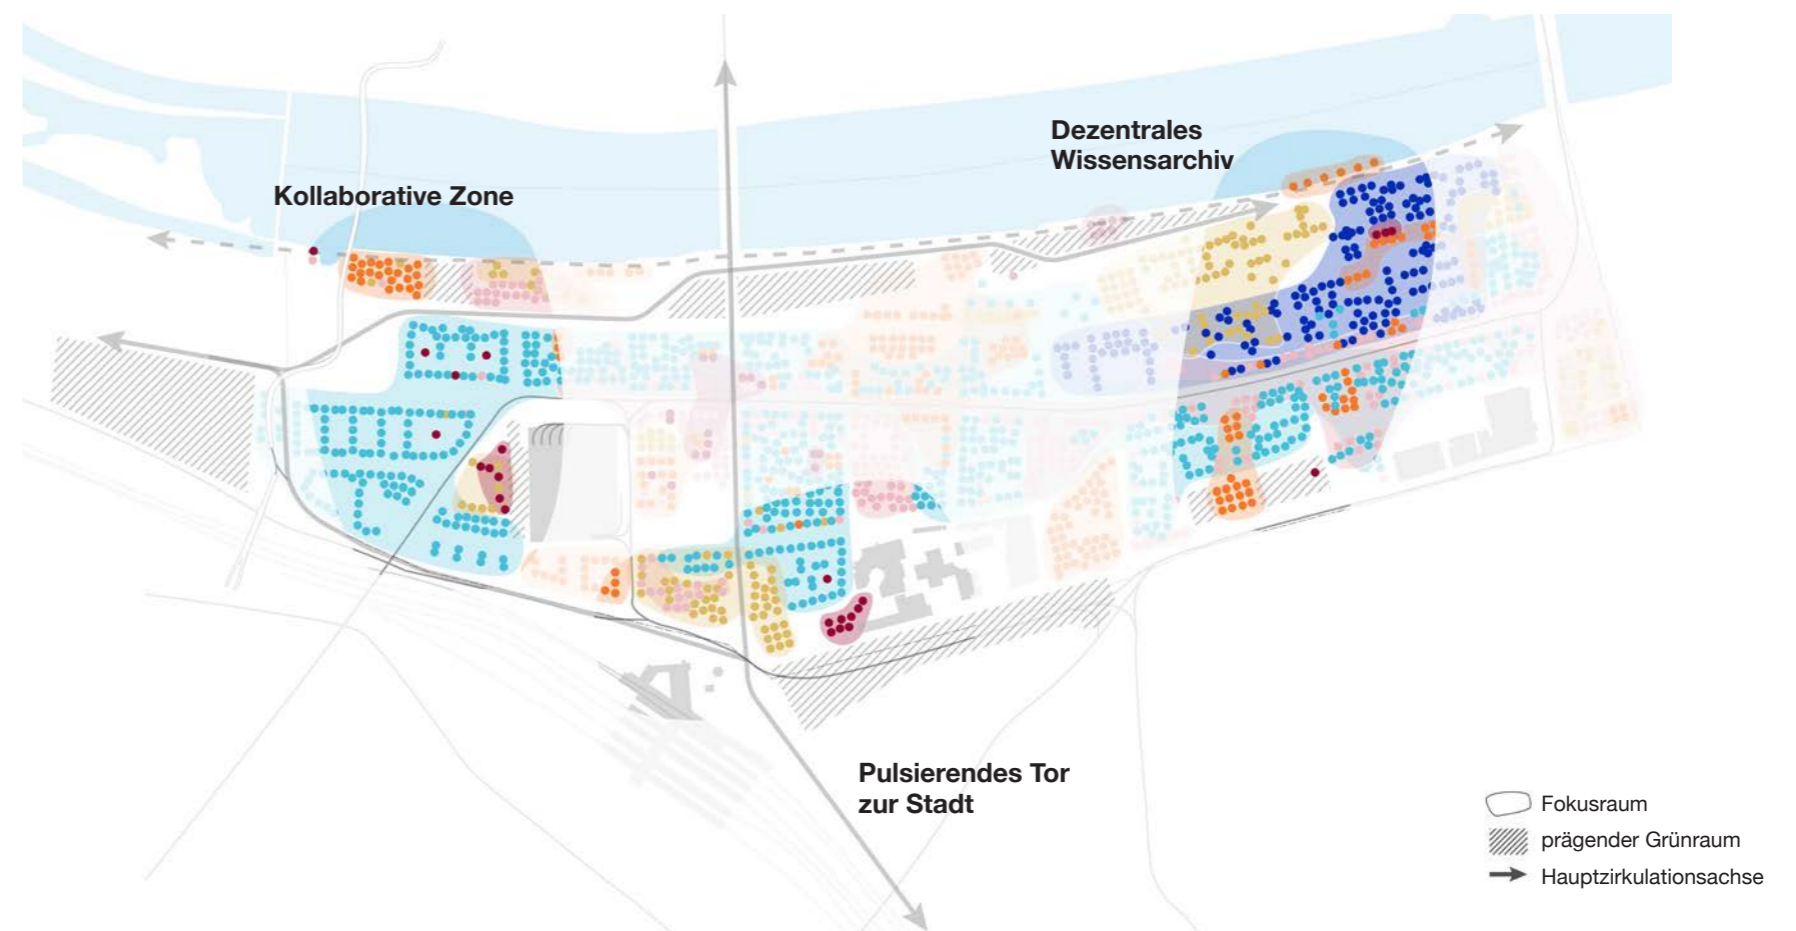 Dezentrales
Wissensarchiv
Kollaborative Zone
Pulsierendes Tor
zur Stadt
Fokusraum
prägender Grünraum
Hauptzirkulationsachse